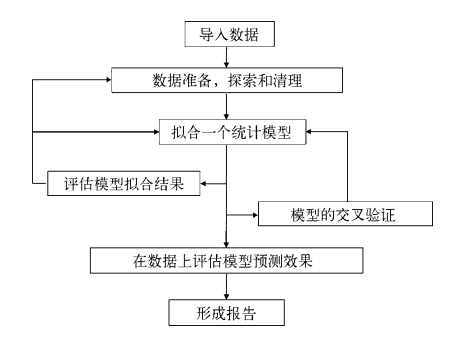 导入数据
数据准备，探索和清理
拟合一个统计模型
评估模型拟合结果
模型的交叉验证
在数据上评估模型预测效果
形成报告